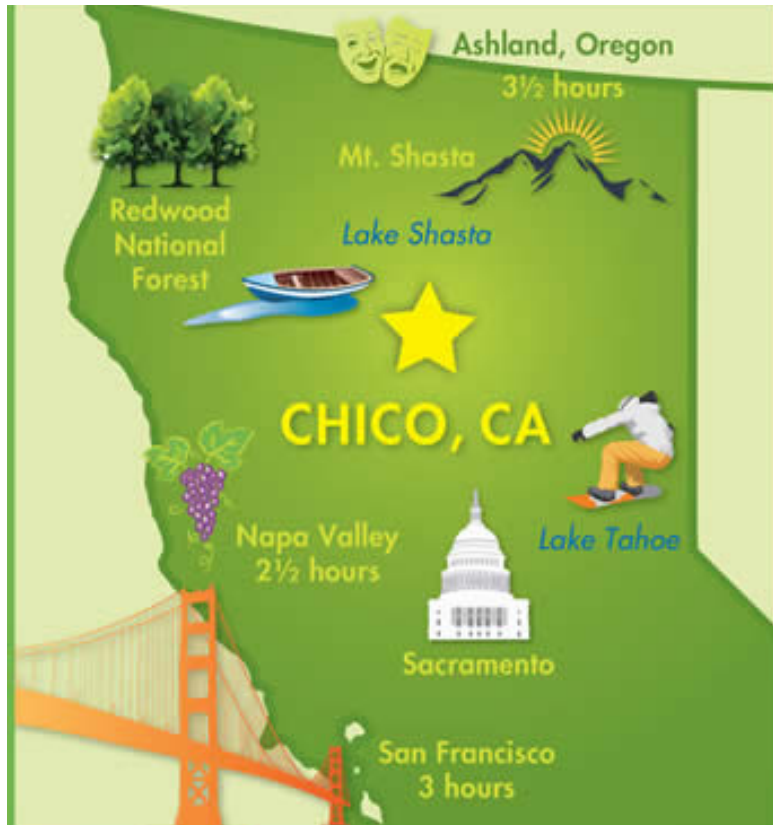 Ashland, Oregon
3½ hours
Mt. Shasta
Redwood
National
Forest
Lake Shasta
CHICO, CA
Napa Valley
2½ hours
Lake Tahoe
Sacramento
San Francisco
3 hours